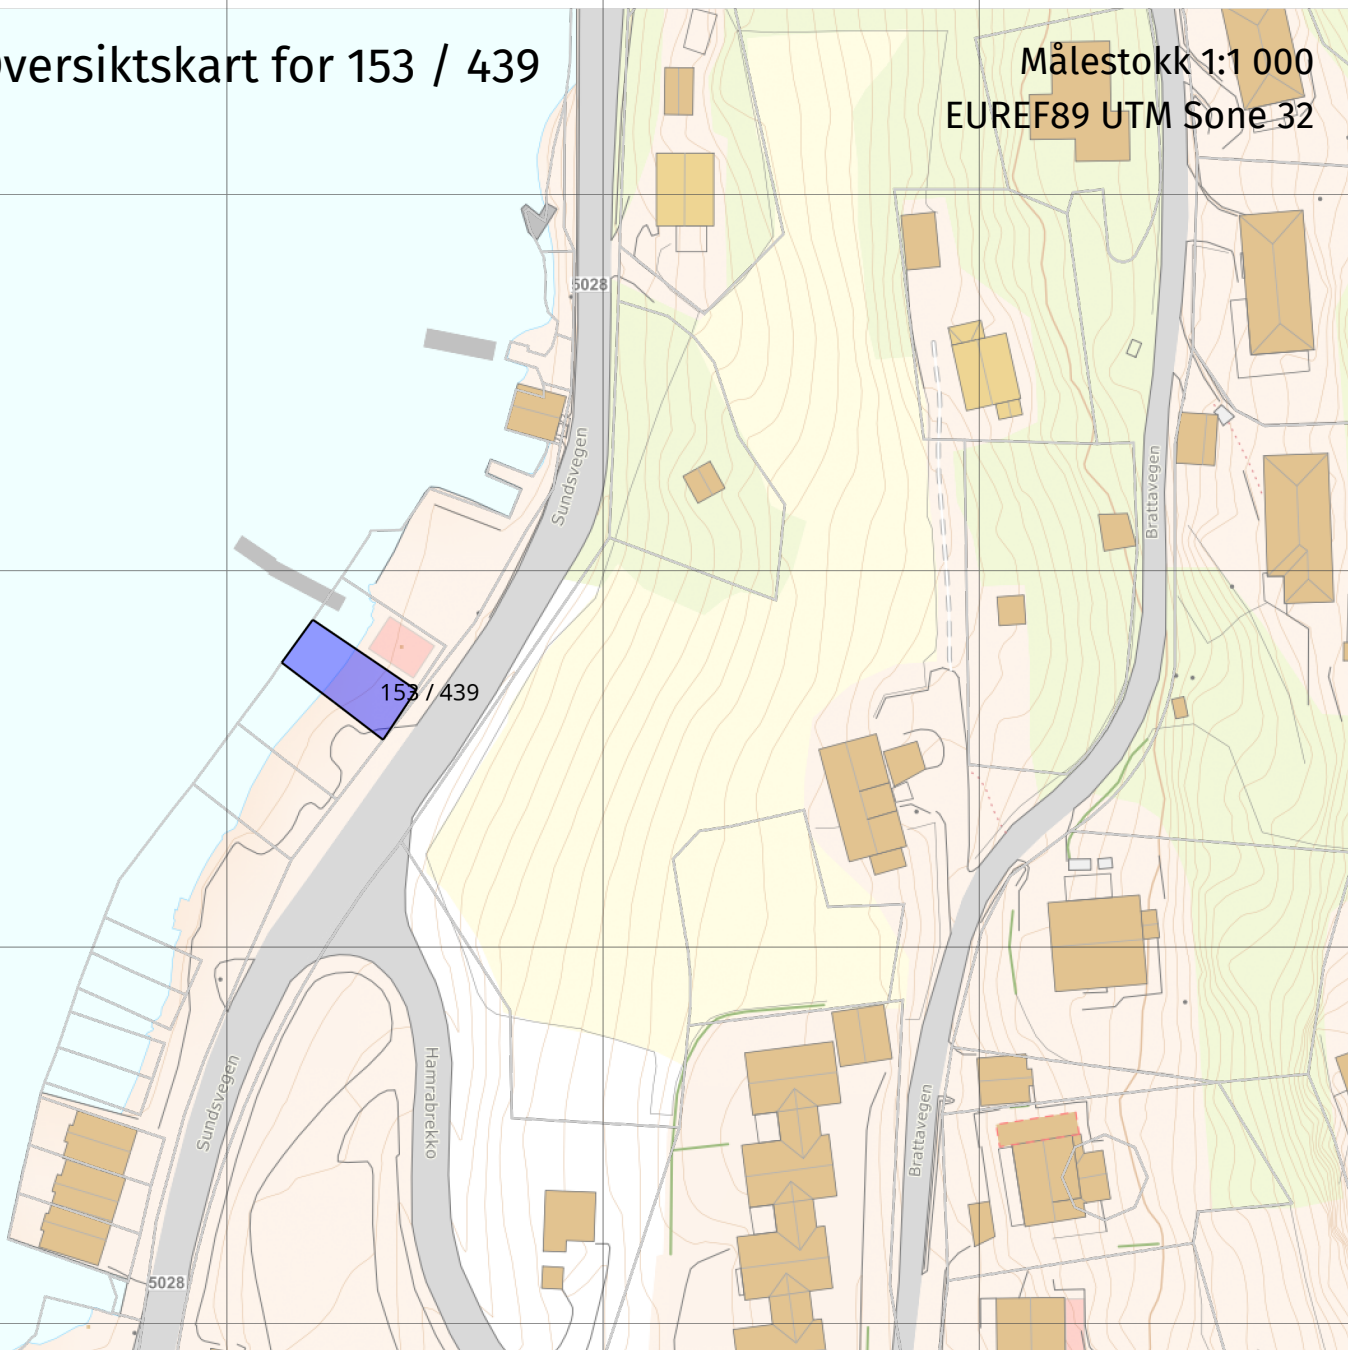 versiktskart for 153 / 439
Målestokk 1:1 000
EUREF89 UTM Sone 32
5028
Sundsvegen
Brattavegen
153 / 439
Sundsvegen
Hamrabrekko
Brattavegen
5028